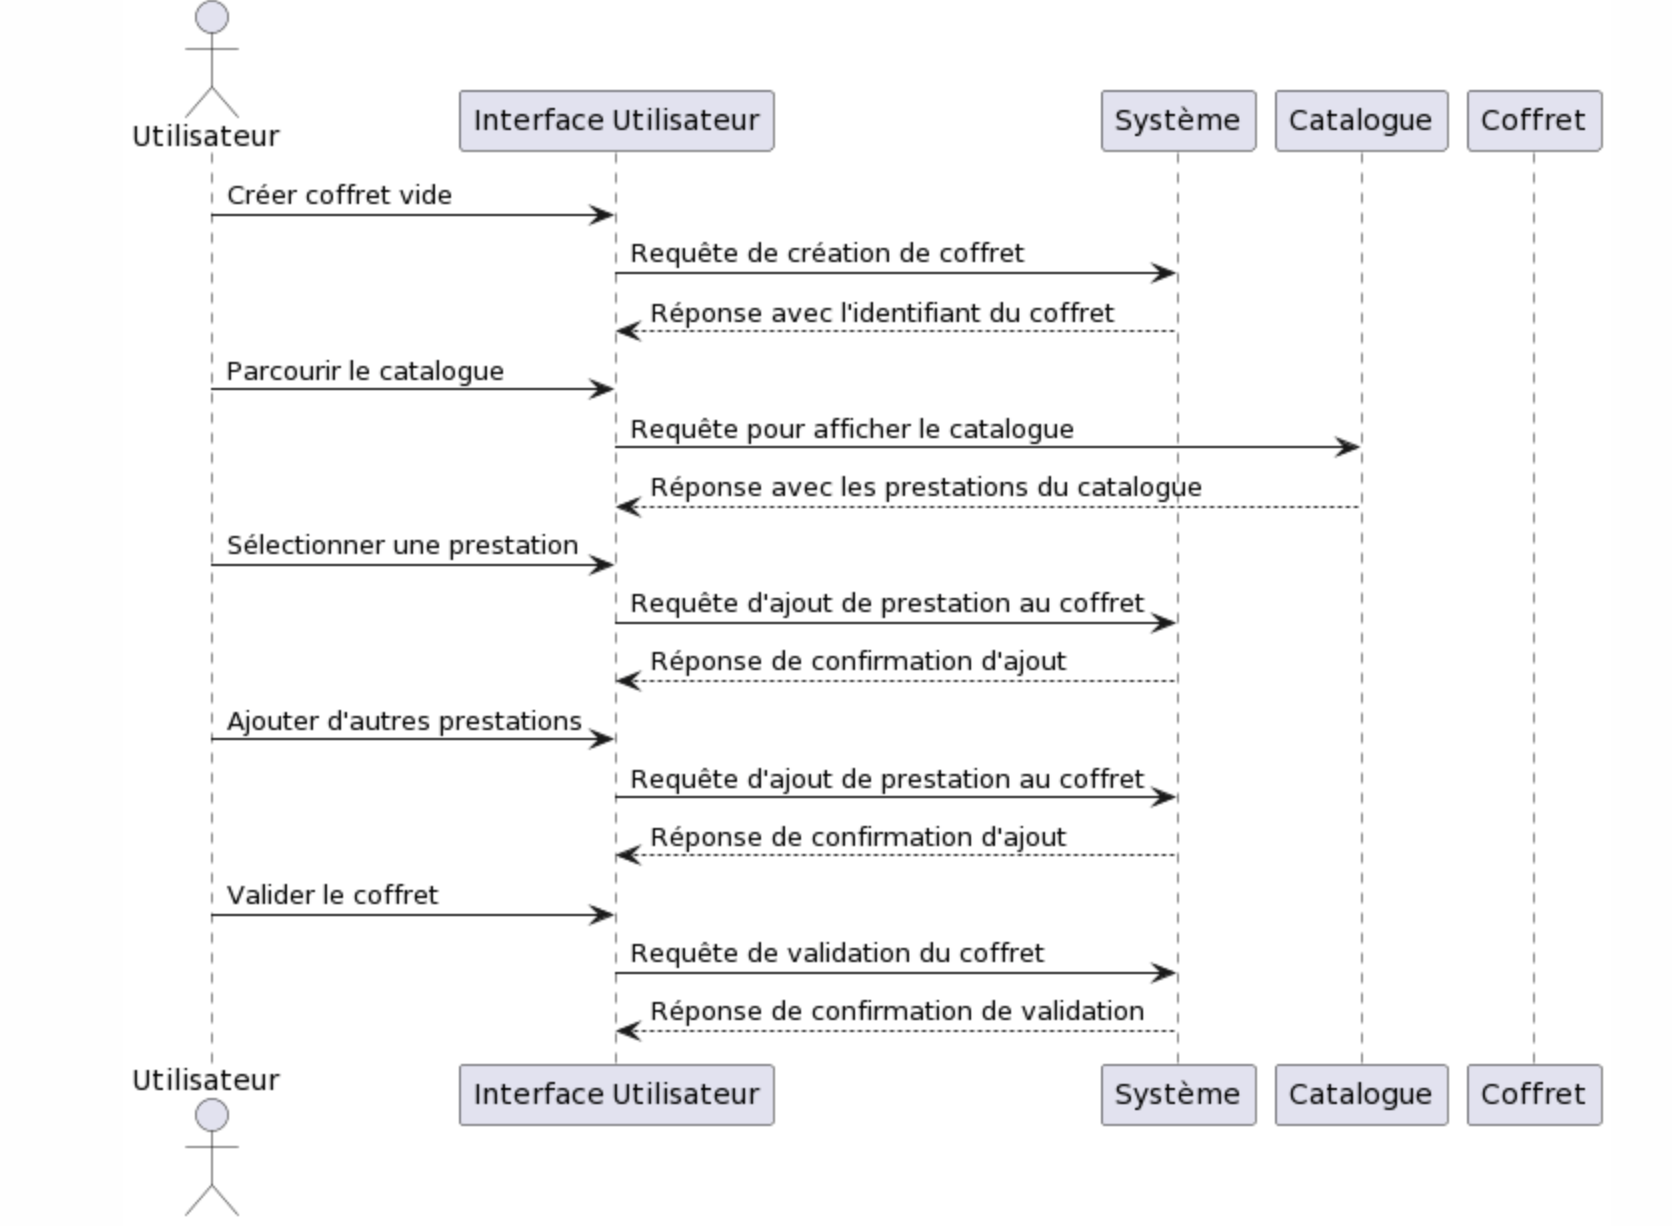 Utilisateur
Interface Utilisateur
Système
Catalogue
Coffret
Créer coffret vide
Requête de création de coffret
Réponse avec l'identifiant du coffret
Parcourir le catalogue
Requête pour afficher le catalogue
Réponse avec les prestations du catalogue
Sélectionner une prestation
Requête d'ajout de prestation au coffret
Réponse de confirmation d'ajout
Ajouter d'autres prestations
Requête d'ajout de prestation au coffret
Réponse de confirmation d'ajout
Valider le coffret
Requête de validation du coffret
Réponse de confirmation de validation
Utilisateur
Interface Utilisateur
Système
Catalogue
Coffret